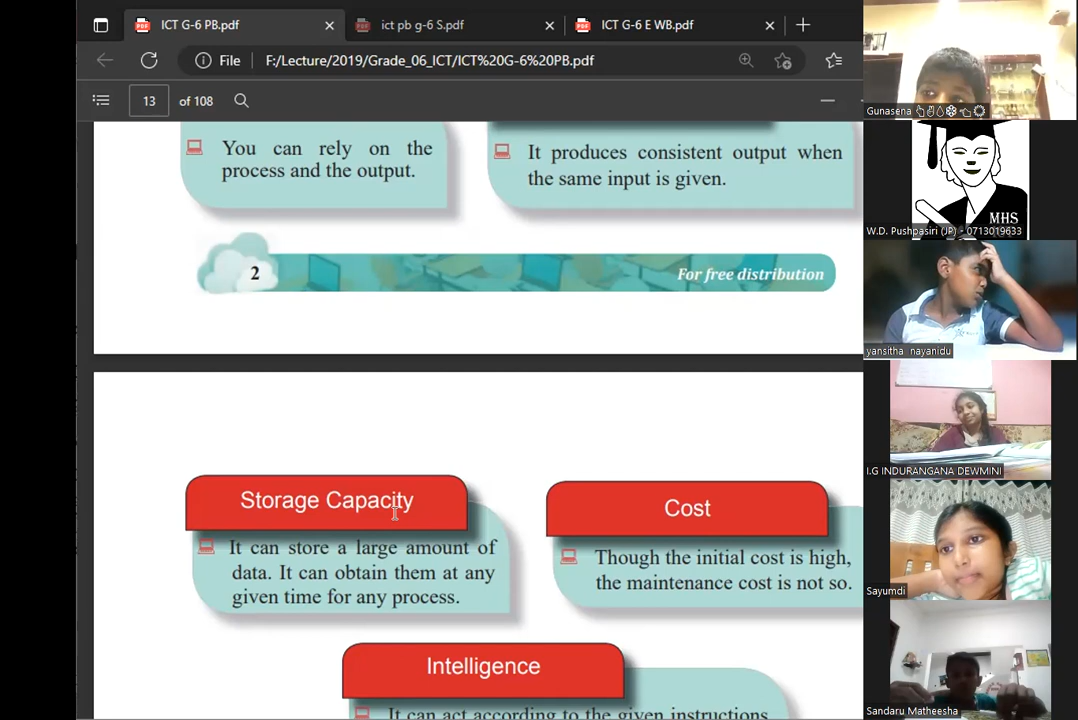 ICT G-6 PB.pdf
ict pb g-6 S.pdf
ICT G-6 E WB.pdf
File
F:/Lecture/2019/Grade_06_ICT/ICT%20G-6%20PB.pdf
13 of 108
You can rely on the
process and the output.
It produces consistent output when
the same input is given.
2
For free distribution
Storage Capacity
It can store a large amount of
data. It can obtain them at any
given time for any process.
Cost
Though the initial cost is high,
the maintenance cost is not so.
Intelligence
It can act according to the given instructions
Gunasena
MHS
W.D. Pushpasiri (JP) - 0713019633
yansitha nayanidu
I.G INDURANGANA DEWMINI
Sayumdi
Sandaru Matheesha